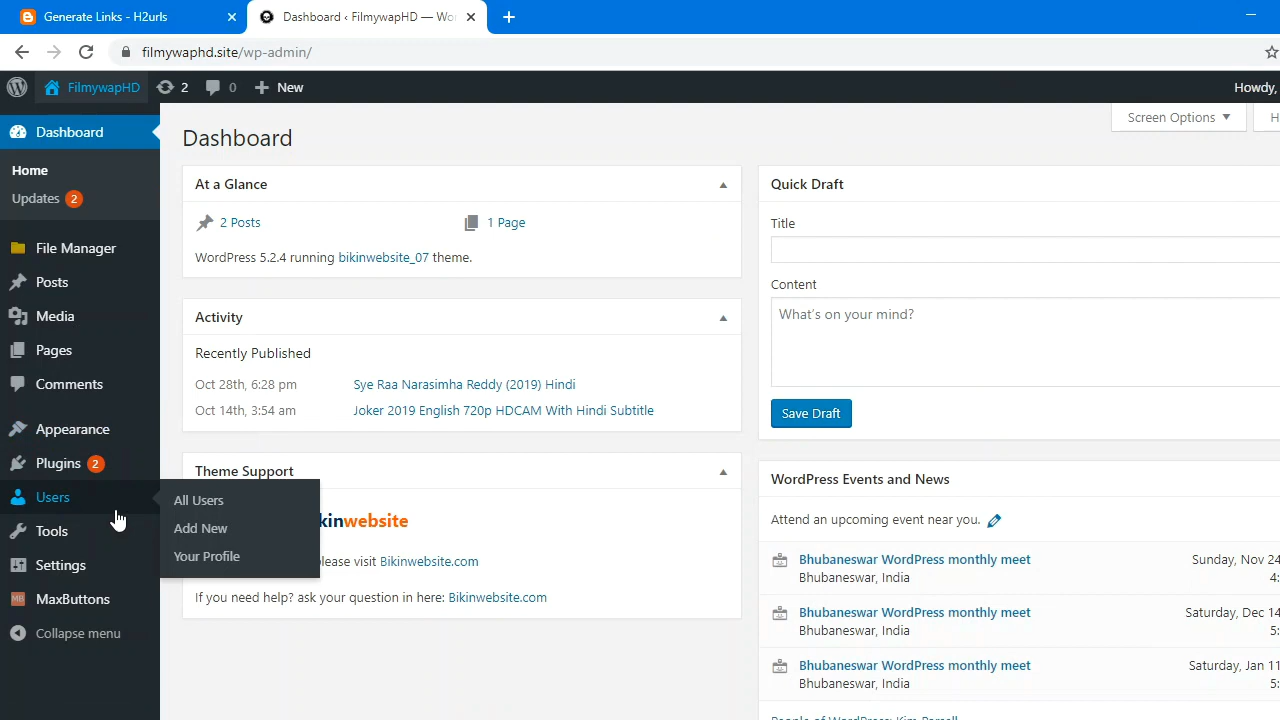 Generate Links - H2urls
Dashboard ‹ FilmywapHD — Wor
filmywaphd.site/wp-admin/
FilmywapHD 2 0 New
Howdy,
Dashboard
Home
Updates 2
File Manager
Posts
Media
Pages
Comments
Appearance
Plugins 2
Users
Tools
Settings
MaxButtons
Collapse menu
All Users
Add New
Your Profile
Screen Options
H
Dashboard
At a Glance
2 Posts
1 Page
WordPress 5.2.4 running bikinwebsite_07 theme.
Activity
Recently Published
Oct 28th, 6:28 pm Sye Raa Narasimha Reddy (2019) Hindi
Oct 14th, 3:54 am Joker 2019 English 720p HDCAM With Hindi Subtitle
Theme Support
kinwebsite
lease visit Bikinwebsite.com
If you need help? ask your question in here: Bikinwebsite.com
Quick Draft
Title
Content
What's on your mind?
Save Draft
WordPress Events and News
Attend an upcoming event near you.
Bhubaneswar WordPress monthly meet
Bhubaneswar, India
Sunday, Nov 24
4:
Bhubaneswar WordPress monthly meet
Bhubaneswar, India
Saturday, Dec 14
5:
Bhubaneswar WordPress monthly meet
Bhubaneswar, India
Saturday, Jan 11
5: